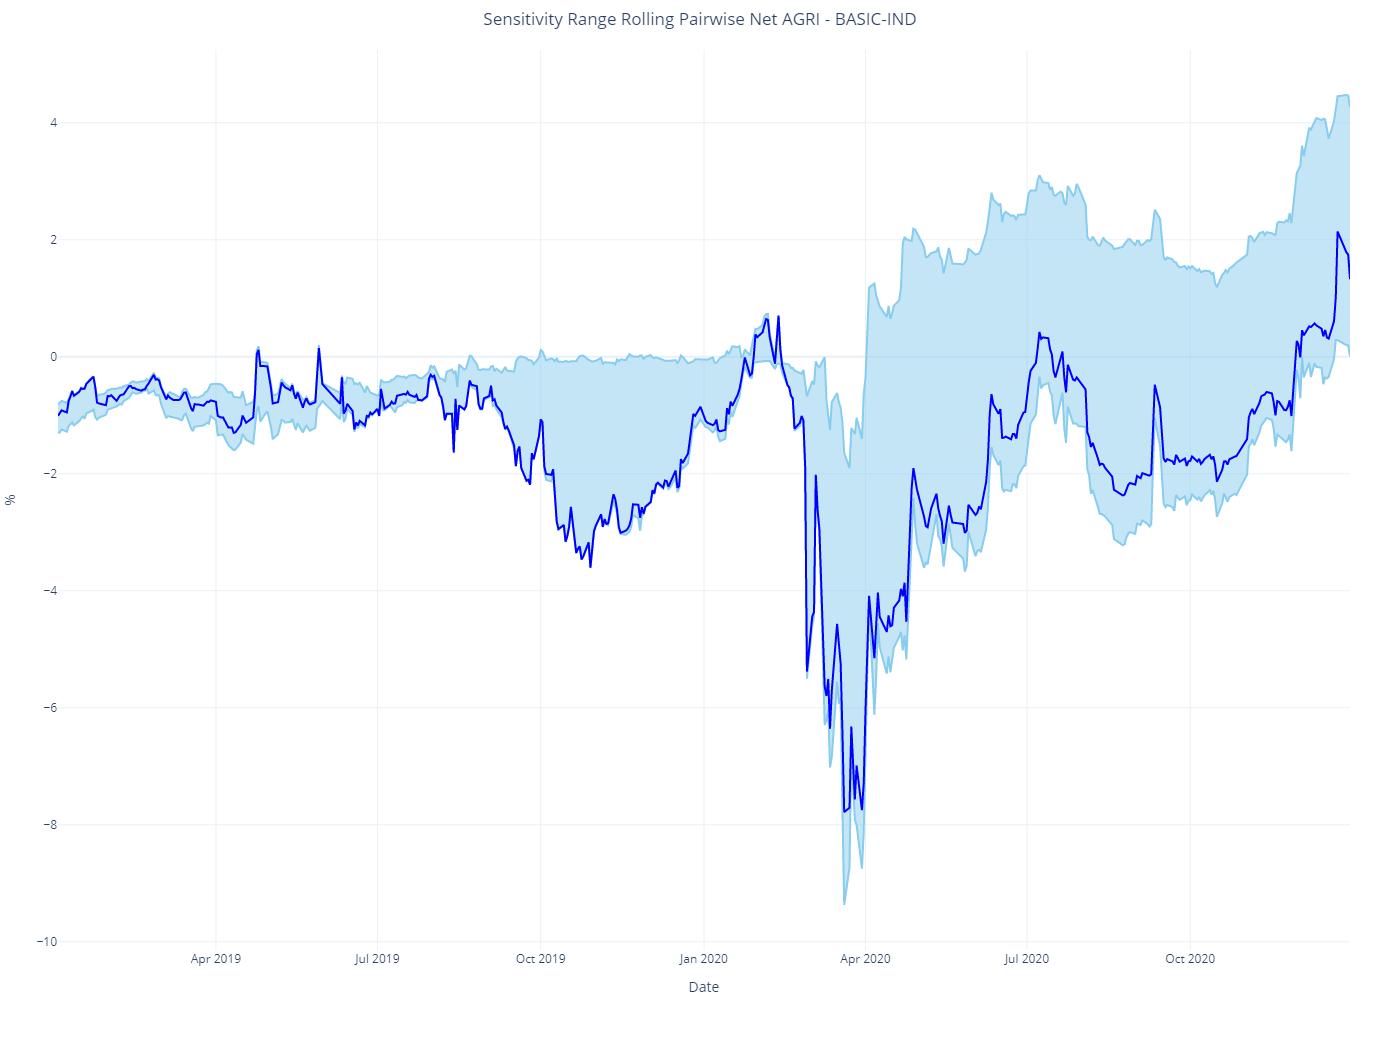 Sensitivity Range Rolling Pairwise Net AGRI - BASIC-IND
4
2
0
−2
−4
−6
−8
−10
%
Apr 2019
Jul 2019
Oct 2019
Jan 2020
Apr 2020
Jul 2020
Oct 2020
Date